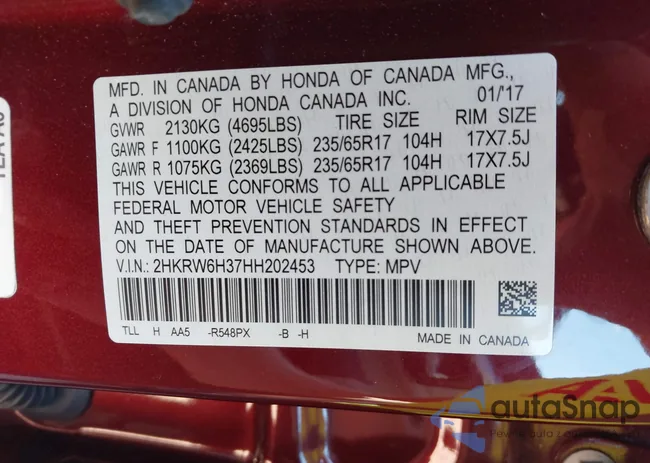 MFD. IN CANADA BY HONDA OF CANADA MFG.,
A DIVISION OF HONDA CANADA INC. 01/'17
GVWR 2130KG (4695LBS) TIRE SIZE RIM SIZE
GAWR F 1100KG (2425LBS) 235/65R17 104H 17X7.5J
GAWR R 1075KG (2369LBS) 235/65R17 104H 17X7.5J
THIS VEHICLE CONFORMS TO ALL APPLICABLE
FEDERAL MOTOR VEHICLE SAFETY
AND THEFT PREVENTION STANDARDS IN EFFECT
ON THE DATE OF MANUFACTURE SHOWN ABOVE.
V.I.N.: 2HKRW6H37HH202453 TYPE: MPV
TLL H AA5 -R548PX -B -H
MADE IN CANADA
autoSnap